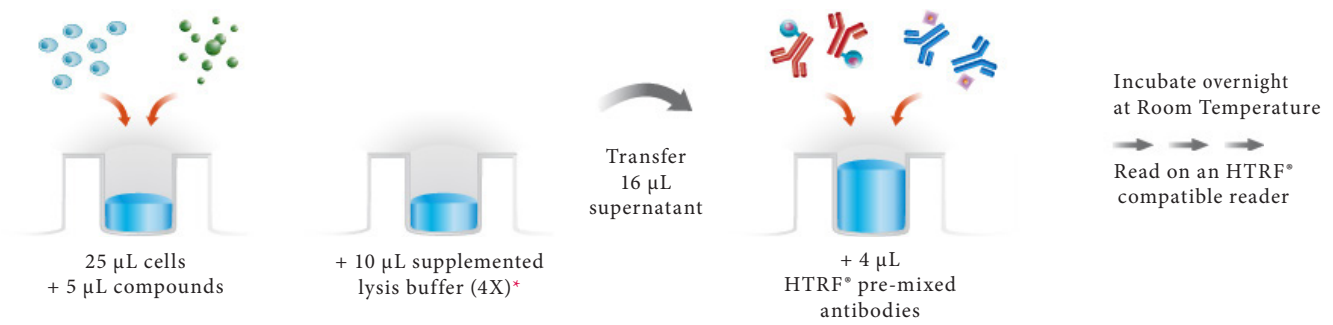 25 µL cells
+ 5 µL compounds
+ 10 µL supplemented
lysis buffer (4X)*
Transfer
16 µL
supernatant
+ 4 µL
HTRF® pre-mixed
antibodies
Incubate overnight
at Room Temperature
Read on an HTRF®
compatible reader